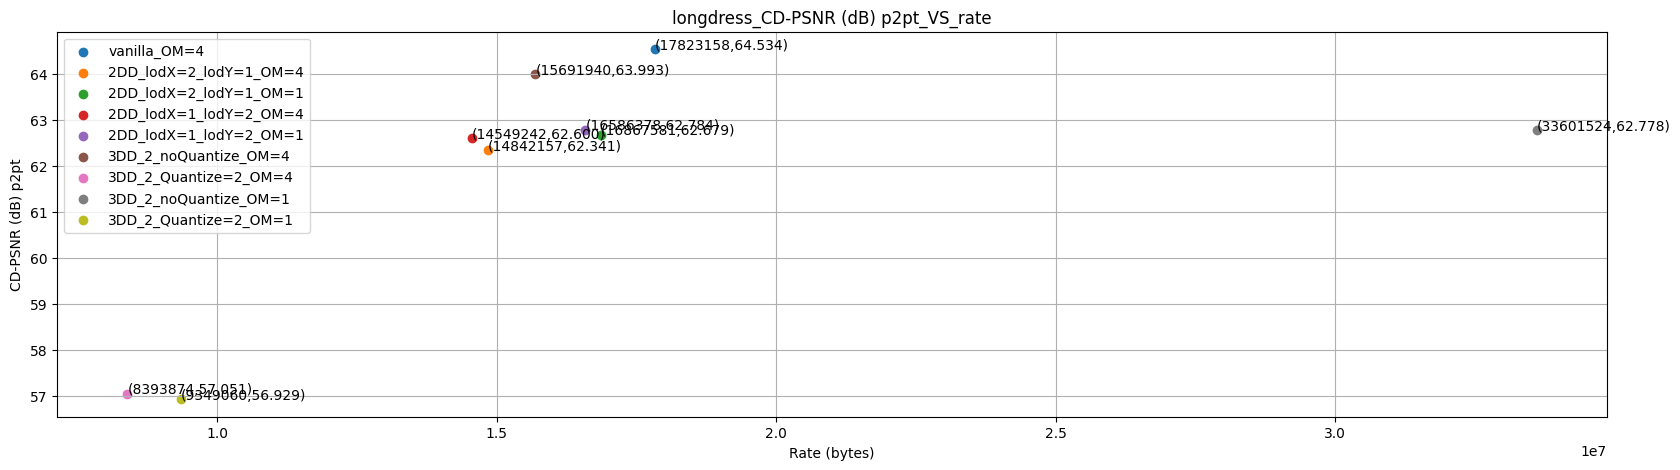 longdress_CD-PSNR (dB) p2pt_VS_rate
vanilla_OM=4
2DD_lodX=2_lodY=1_OM=4
2DD_lodX=2_lodY=1_OM=1
2DD_lodX=1_lodY=2_OM=4
2DD_lodX=1_lodY=2_OM=1
3DD_2_noQuantize_OM=4
3DD_2_Quantize=2_OM=4
3DD_2_noQuantize_OM=1
3DD_2_Quantize=2_OM=1
(17823158,64.534)
(15691940,63.993)
(16586378,62.784)
(16867581,62.679)
(14549242,62.600)
(14842157,62.341)
(33601524,62.778)
(8393874,57.051)
(9349060,56.929)
CD-PSNR (dB) p2pt
64
63
62
61
60
59
58
57
1.0
1.5
2.0
2.5
3.0
1e7
Rate (bytes)